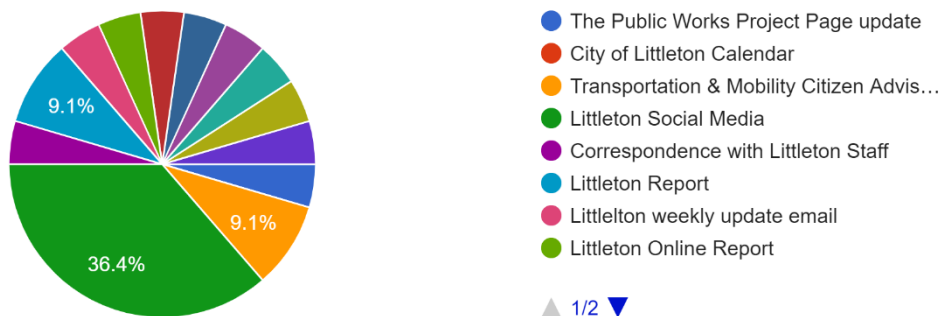 9.1%
9.1%
36.4%
The Public Works Project Page update
City of Littleton Calendar
Transportation & Mobility Citizen Advis…
Littleton Social Media
Correspondence with Littleton Staff
Littleton Report
Littlelton weekly update email
Littleton Online Report
1/2